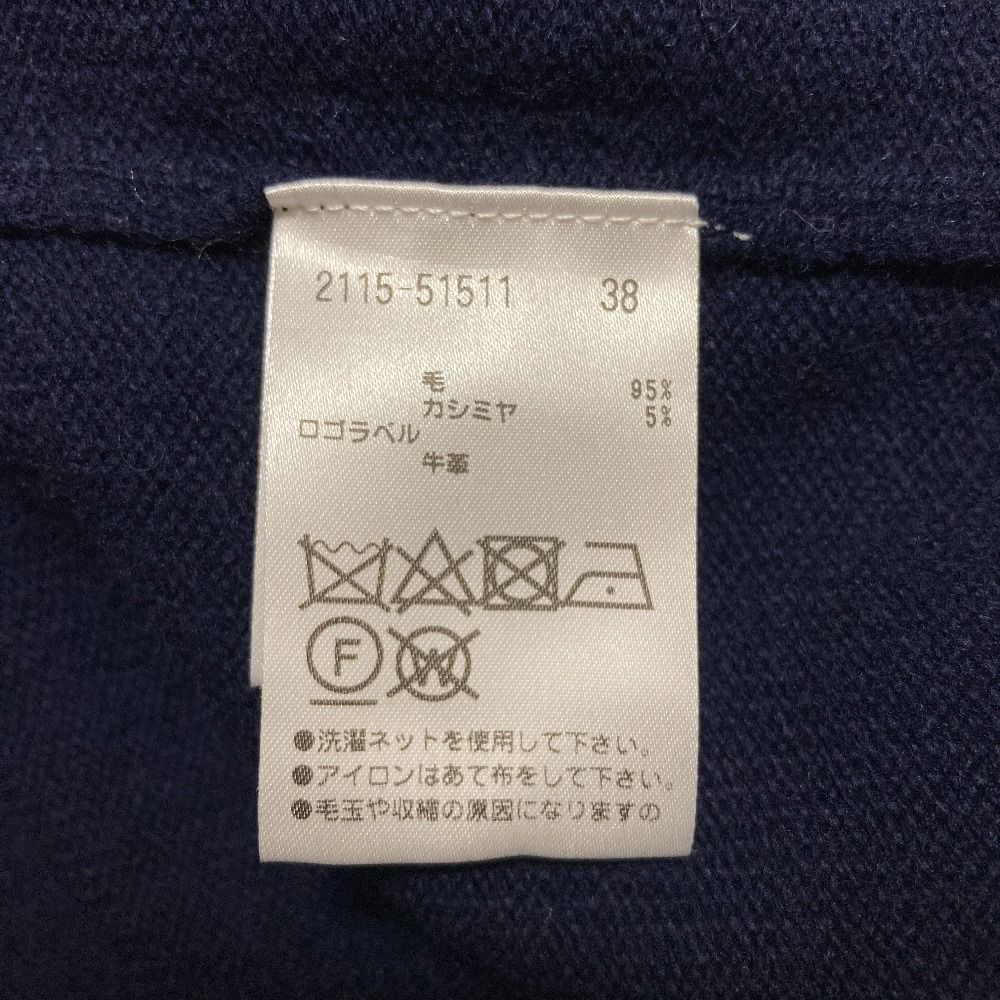 2115-51511 38
毛 95%
カシミヤ 5%
ロゴラベル
牛革
F W
●洗濯ネットを使用して下さい。
●アイロンはあて布をして下さい。
●毛玉や収縮の原因になりますの